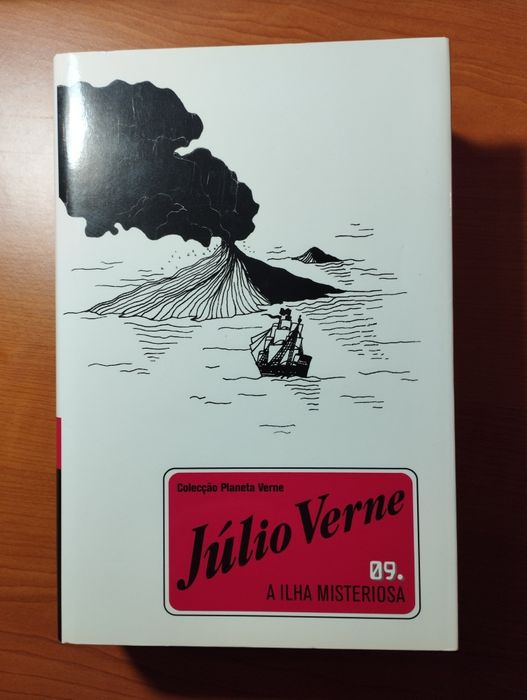 Colecção Planeta Verne
Júlio Verne
09.
A ILHA MISTERIOSA